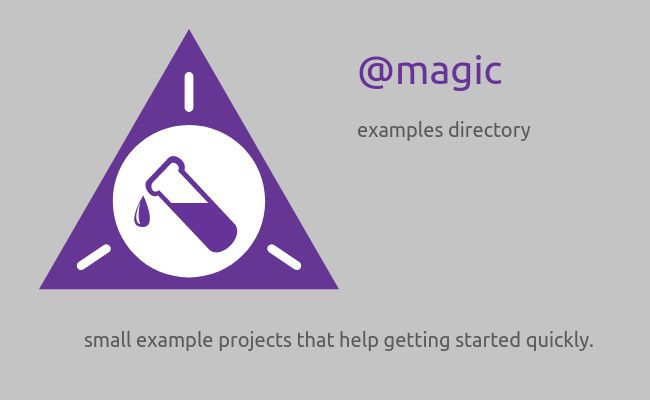 @magic
examples directory
small example projects that help getting started quickly.